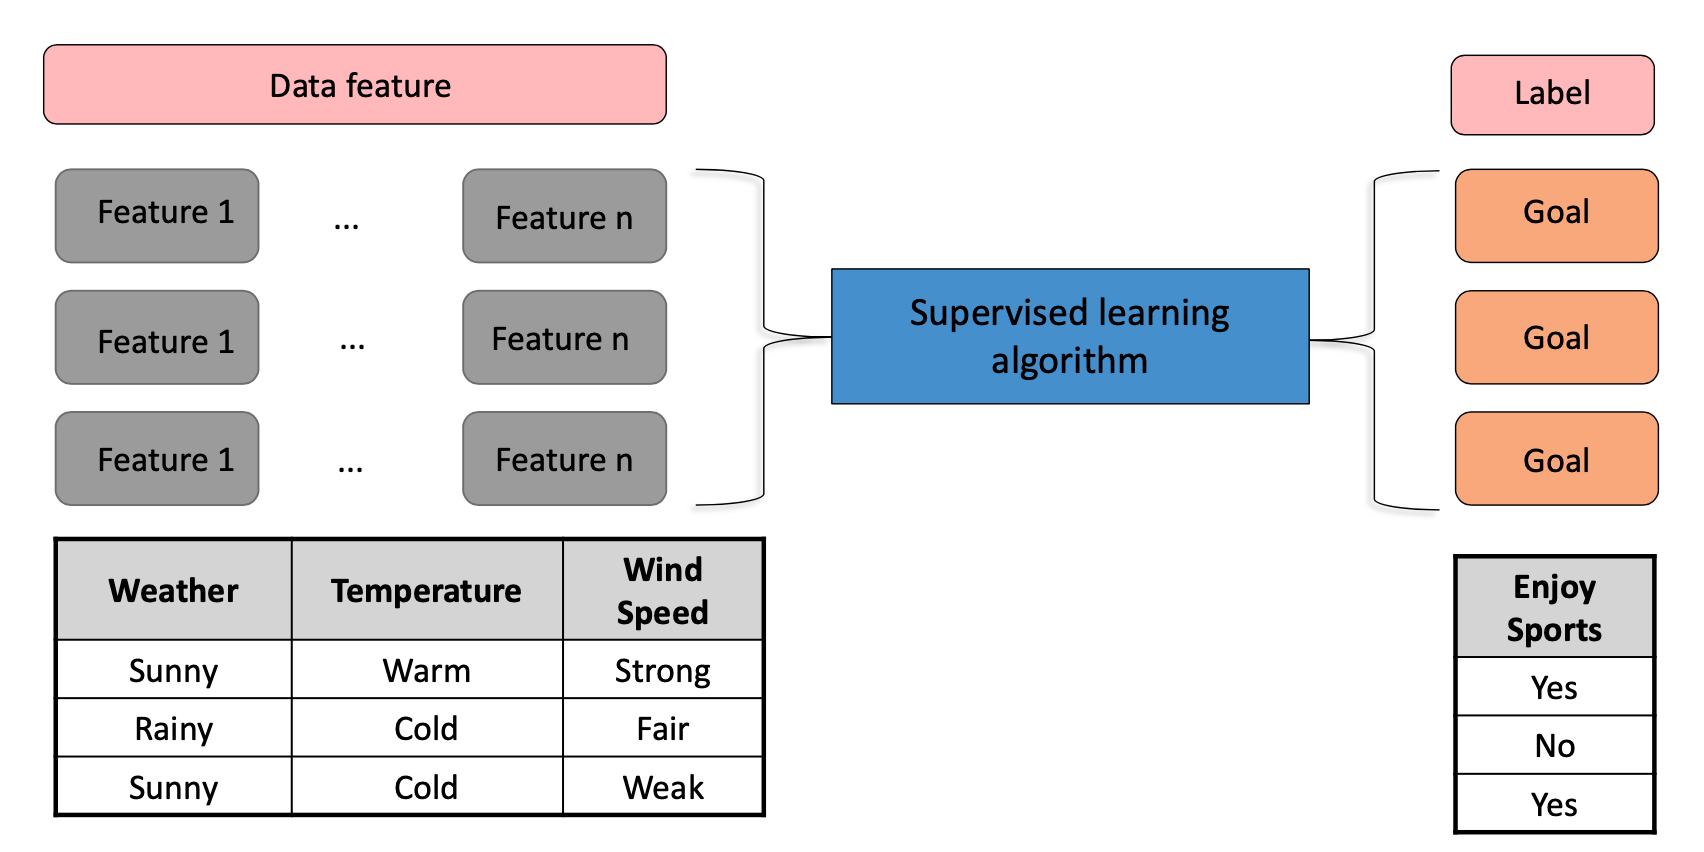 Data feature
Label
Feature 1 ... Feature n
Goal
Feature 1 ... Feature n
Goal
Feature 1 ... Feature n
Goal
Supervised learning
algorithm
Weather Temperature Wind Speed
Sunny Warm Strong
Rainy Cold Fair
Sunny Cold Weak
Enjoy
Sports
Yes
No
Yes